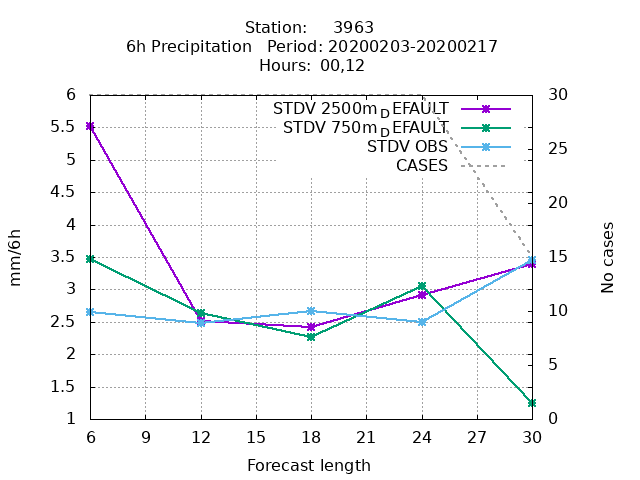 Station: 3963
6h Precipitation Period: 20200203-20200217
Hours: 00,12
6 30
STDV 2500mDEFAULT
5.5
STDV 750mDEFAULT
STDV OBS
5 25
CASES
4.5
4 20
3.5 15
3
2.5 10
2 5
1.5
1 0
mm/6h
No cases
6 9 12 15 18 21 24 27 30
Forecast length